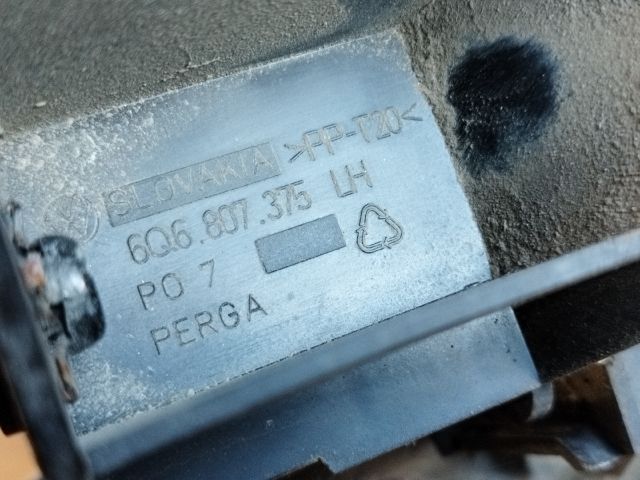 SLOVAKIA >PP-T20<
6Q6.807.375 LH
PO 7
PERGA